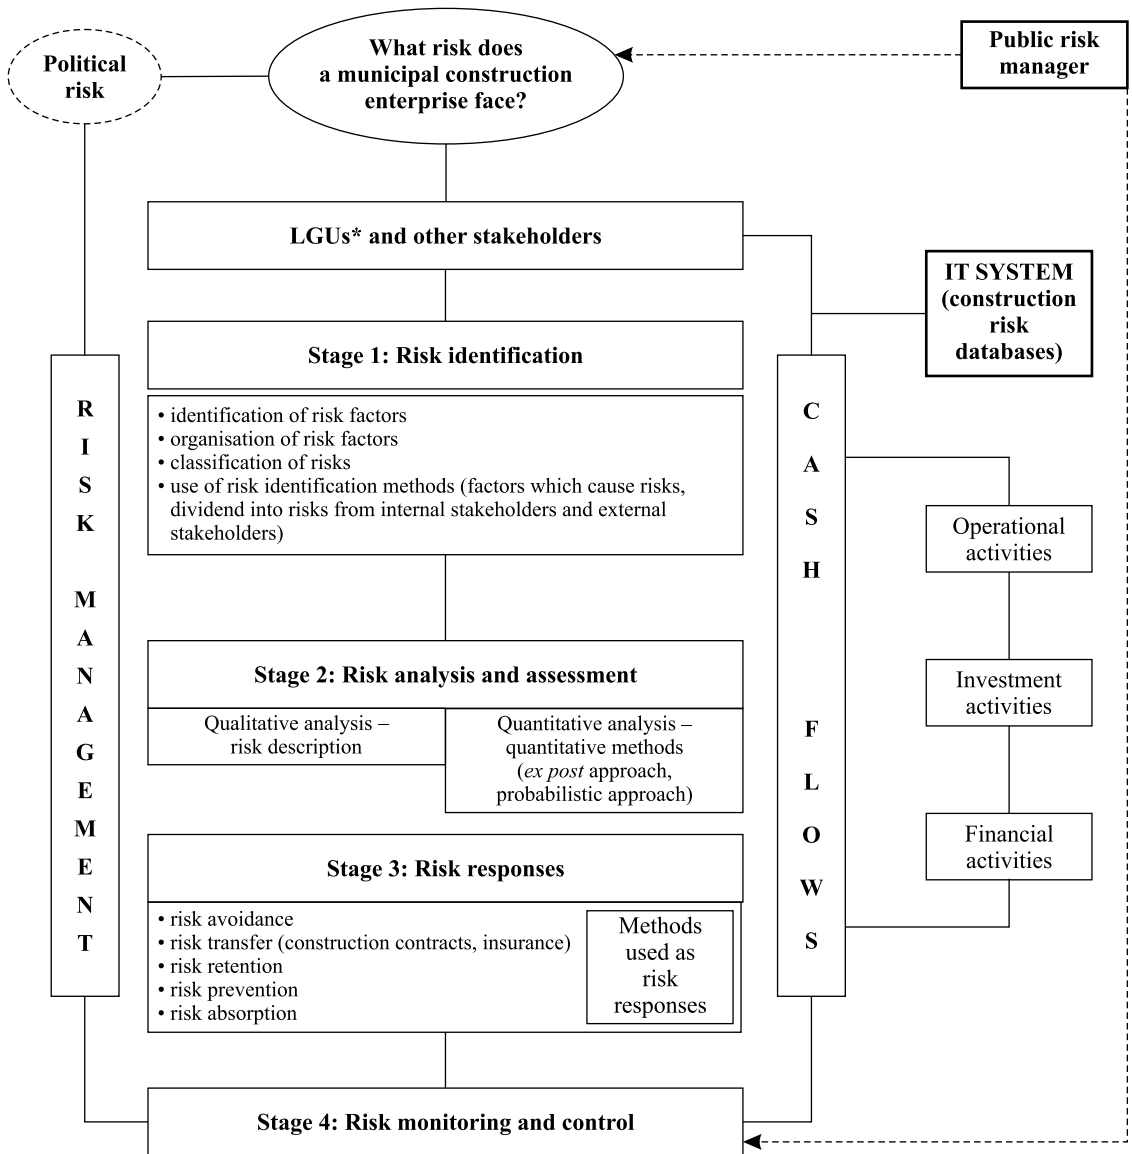 Political
risk
What risk does
a municipal construction
enterprise face?
Public risk
manager
LGUs* and other stakeholders
IT SYSTEM
(construction
risk
databases)
Stage 1: Risk identification
• identification of risk factors
• organisation of risk factors
• classification of risks
• use of risk identification methods (factors which cause risks,
dividend into risks from internal stakeholders and external
stakeholders)
RISK MANAGEMENT
CASH FLOWS
Operational
activities
Investment
activities
Financial
activities
Stage 2: Risk analysis and assessment
Qualitative analysis –
risk description
Quantitative analysis –
quantitative methods
(ex post approach,
probabilistic approach)
Stage 3: Risk responses
• risk avoidance
• risk transfer (construction contracts, insurance)
• risk retention
• risk prevention
• risk absorption
Methods
used as
risk
responses
Stage 4: Risk monitoring and control